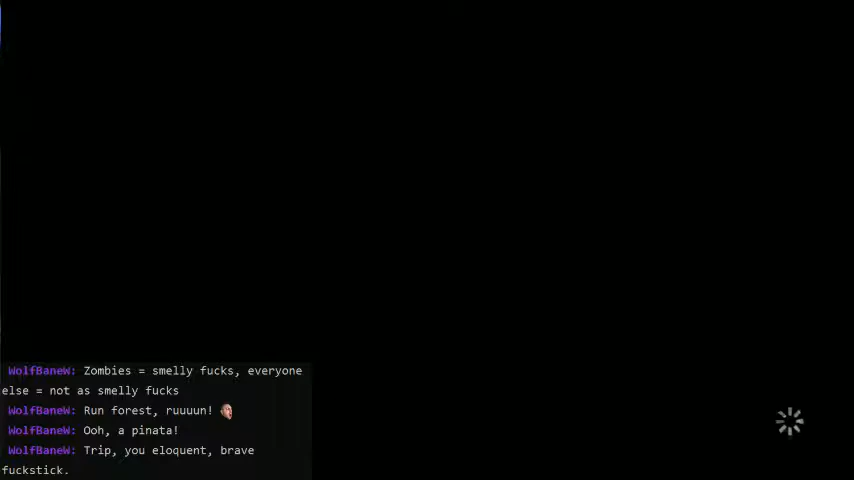 WolfBaneW: Zombies = smelly fucks, everyone
else = not as smelly fucks
WolfBaneW: Run forest, ruuuun!
WolfBaneW: Ooh, a pinata!
WolfBaneW: Trip, you eloquent, brave
fuckstick.